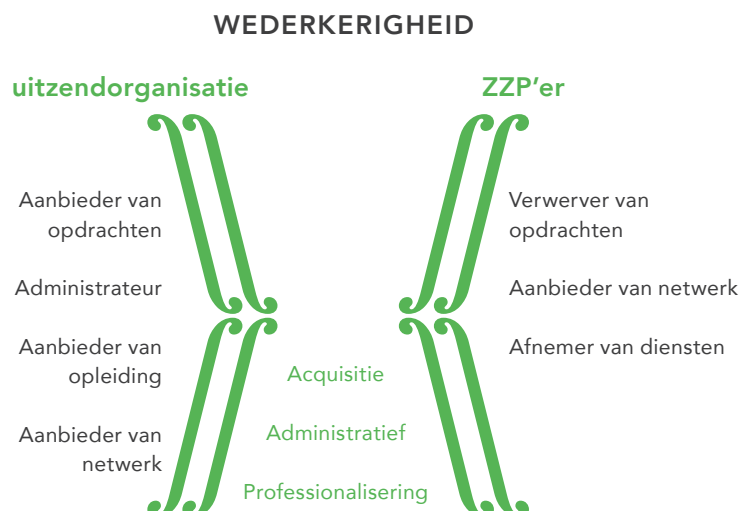 WEDERKERIGHEID
uitzendorganisatie
ZZP’er
Aanbieder van
opdrachten
Administrateur
Aanbieder van
opleiding
Aanbieder van
netwerk
Acquisitie
Administratief
Professionalisering
Verwerver van
opdrachten
Aanbieder van netwerk
Afnemer van diensten